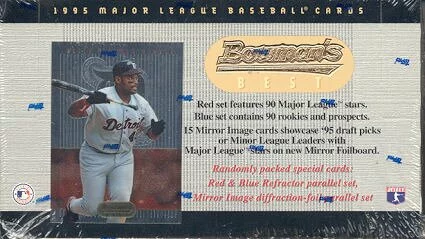 1995 MAJOR LEAGUE BASEBALL CARDS
Bowman's
BEST
Red set features 90 Major League™ stars.
Blue set contains 90 rookies and prospects.
15 Mirror Image cards showcase '95 draft picks
or Minor League Leaders with
Major League™ Stars on new Mirror Foilboard.
Randomly packed special cards:
Red & Blue Refractor parallel set,
Mirror Image diffraction-foil parallel set
Detroit